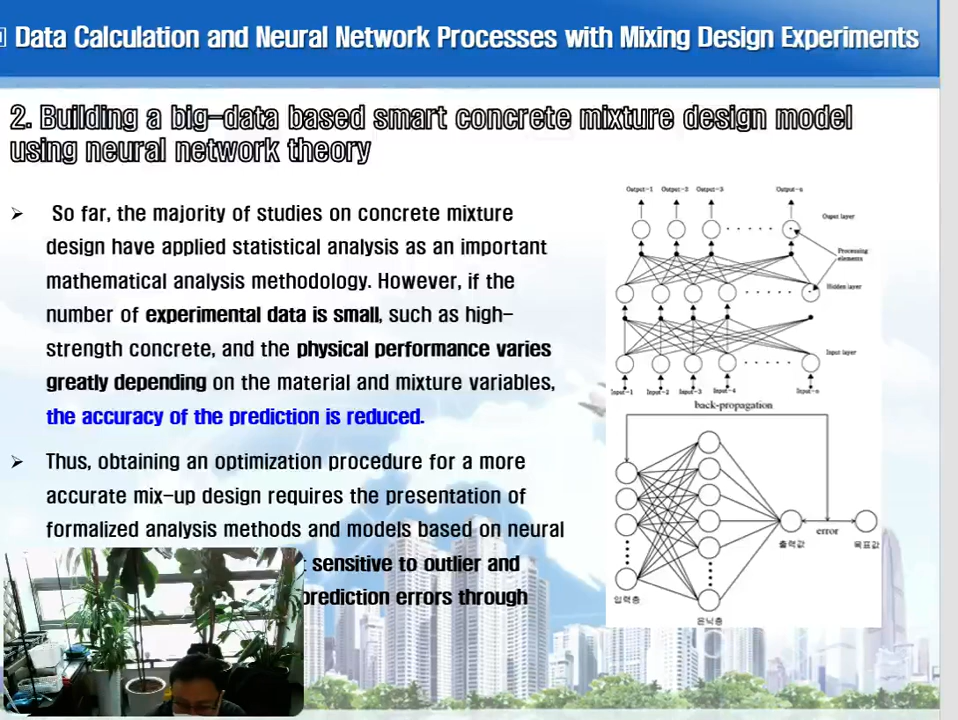 Data Calculation and Neural Network Processes with Mixing Design Experiments
2. Building a big-data based smart concrete mixture design model
using neural network theory
➢ So far, the majority of studies on concrete mixture
design have applied statistical analysis as an important
mathematical analysis methodology. However, if the
number of experimental data is small, such as high-
strength concrete, and the physical performance varies
greatly depending on the material and mixture variables,
the accuracy of the prediction is reduced.
➢ Thus, obtaining an optimization procedure for a more
accurate mix-up design requires the presentation of
formalized analysis methods and models based on neural
sensitive to outlier and
prediction errors through
Output-1 Output-2 Output-3 Output-n
Ouput layer
Processing
elements
Hidden layer
Input layer
Input-1 Input-2 Input-3 Input-4 Input-n
back-propagation
error
출력값
목표값
입력층
은닉층